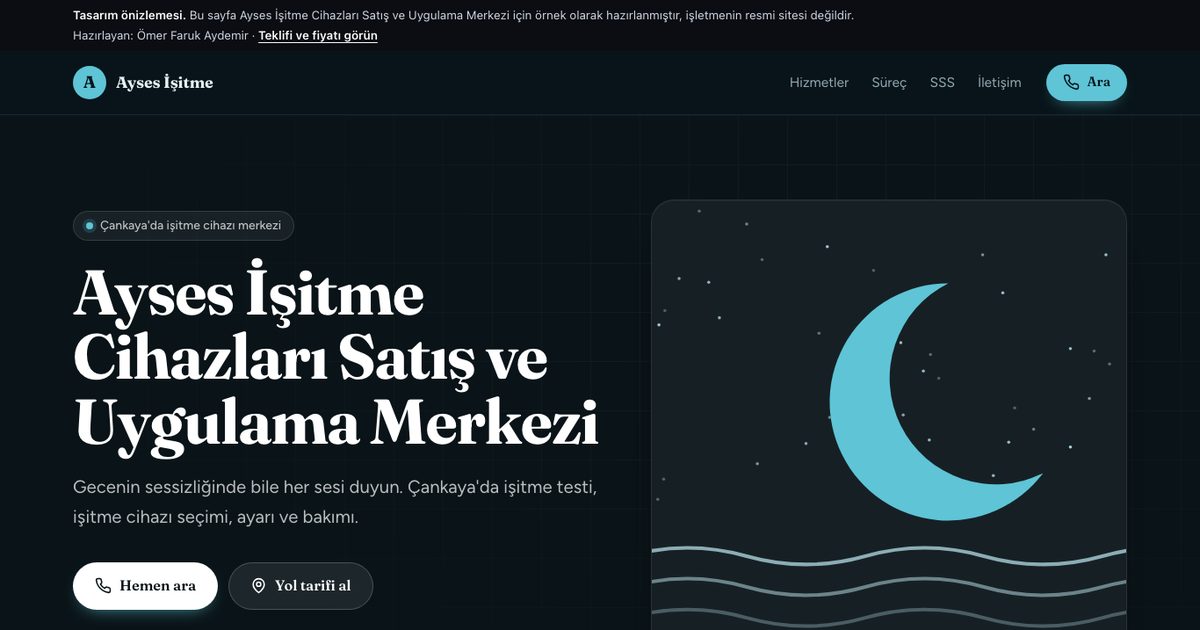 Tasarım önizlemesi. Bu sayfa Ayses İşitme Cihazları Satış ve Uygulama Merkezi için örnek olarak hazırlanmıştır, işletmenin resmi sitesi değildir.
Hazırlayan: Ömer Faruk Aydemir · Teklifi ve fiyatı görün
A Ayses İşitme
Hizmetler Süreç SSS İletişim Ara
Çankaya'da işitme cihazı merkezi
Ayses İşitme
Cihazları Satış ve
Uygulama Merkezi
Gecenin sessizliğinde bile her sesi duyun. Çankaya'da işitme testi,
işitme cihazı seçimi, ayarı ve bakımı.
Hemen ara Yol tarifi al